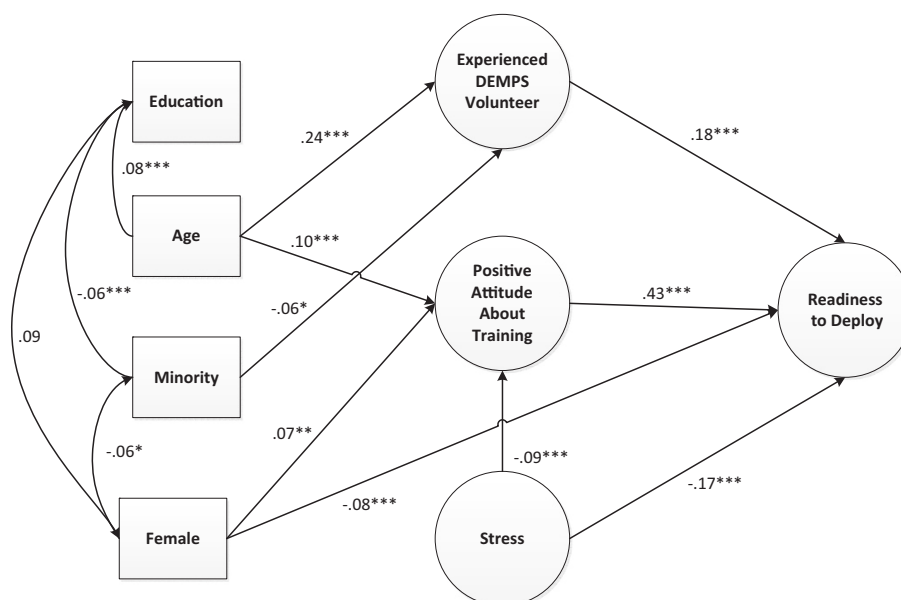 Experienced
DEMPS
Volunteer
Education
.24***
.18***
.08***
Age
.10***
Positive
Attitude
About
Training
-.06***
-.06*
.43***
Readiness
to Deploy
.09
Minority
.07**
-.06*
-.09***
-.08***
-.17***
Female
Stress